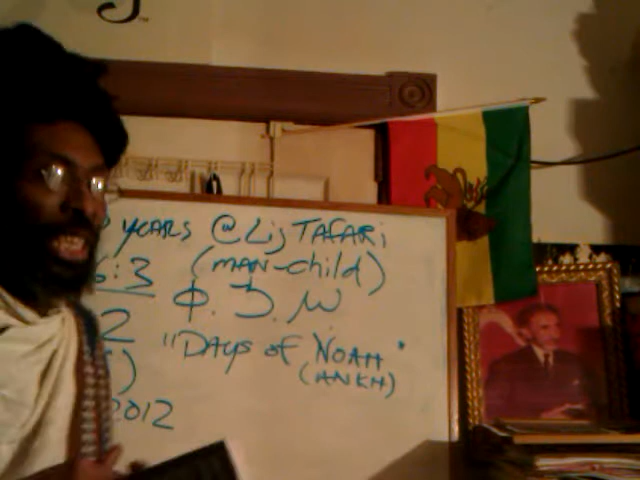 YEARS @ Lij TAFARi
6:3 (MAN-child)
ቀ.ኃ.ሥ
2 "DAYS of NOAH"
) (ANKH)
2012